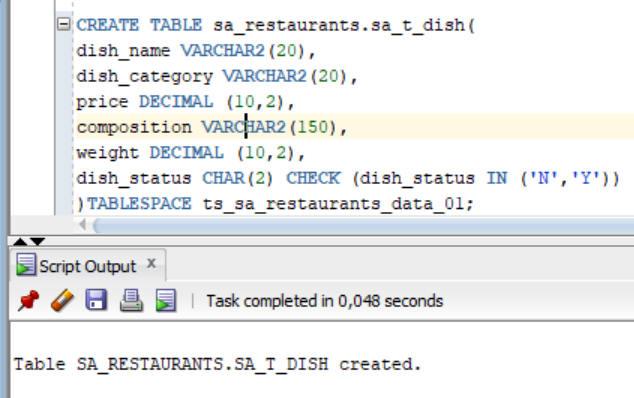 CREATE TABLE sa_restaurants.sa_t_dish(
dish_name VARCHAR2(20),
dish_category VARCHAR2(20),
price DECIMAL (10,2),
composition VARCHAR2(150),
weight DECIMAL (10,2),
dish_status CHAR(2) CHECK (dish_status IN ('N','Y'))
)TABLESPACE ts_sa_restaurants_data_01;
Script Output x
Task completed in 0,048 seconds
Table SA_RESTAURANTS.SA_T_DISH created.